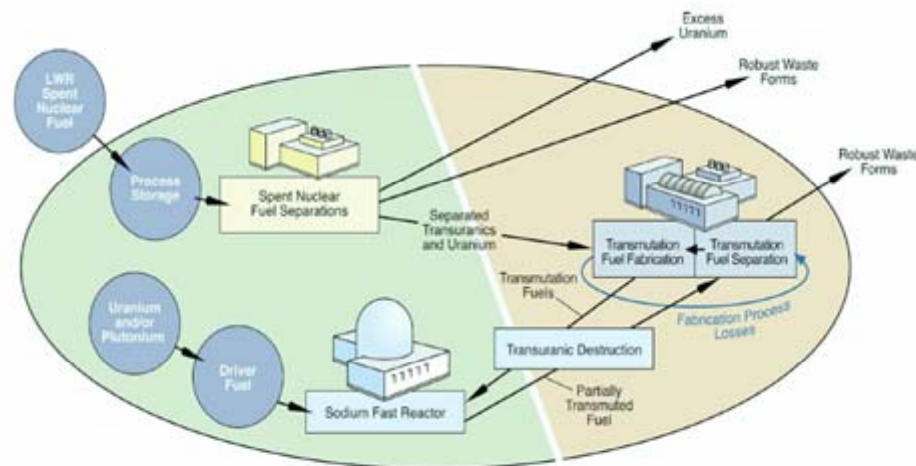 Excess
Uranium
Robust Waste
Forms
LWR
Spent
Nuclear
Fuel
Process
Storage
Spent Nuclear
Fuel Separations
Robust Waste
Forms
Separated
Transuranics
and Uranium
Transmutation
Fuel Fabrication
Transmutation
Fuel Separation
Transmutation
Fuels
Fabrication Process
Losses
Uranium
and/or
Plutonium
Driver
Fuel
Transuranic Destruction
Sodium Fast Reactor
Partially
Transmuted
Fuel